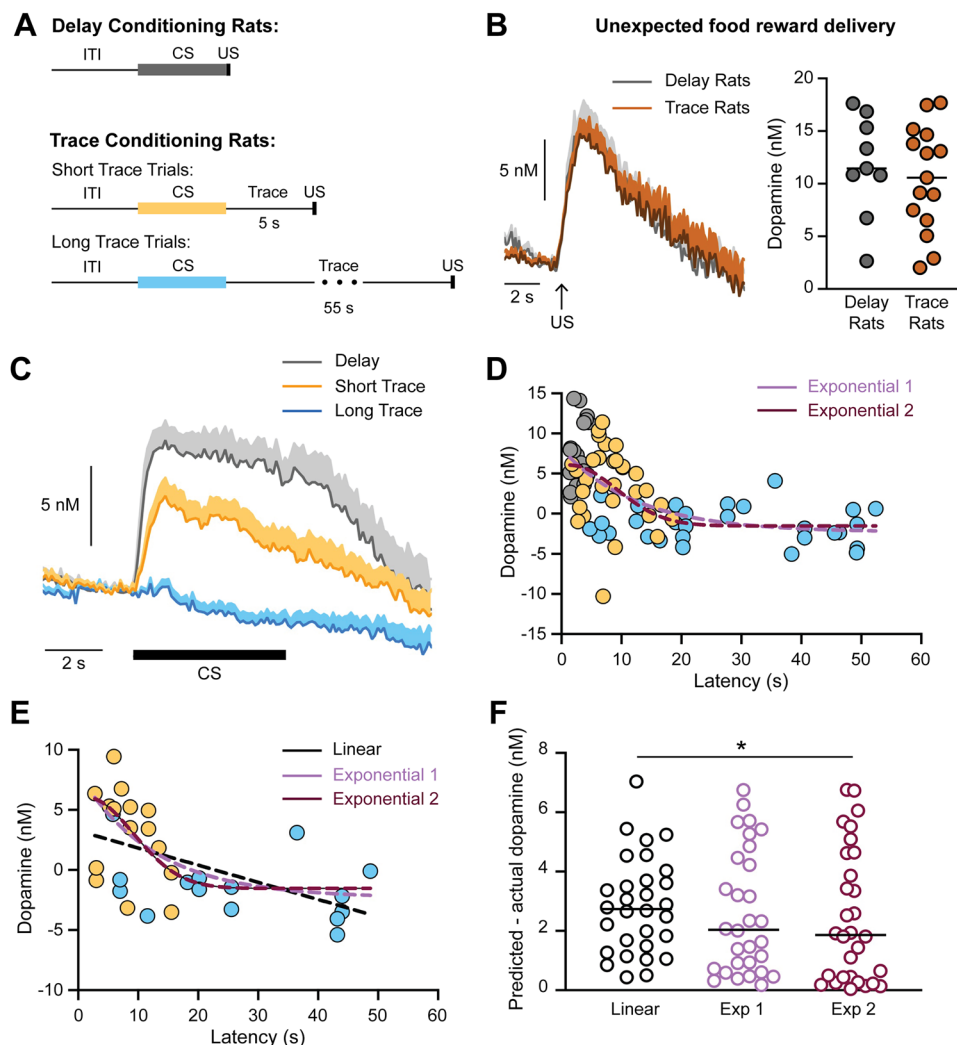 A
Delay Conditioning Rats:
ITI CS US
Trace Conditioning Rats:
Short Trace Trials:
ITI CS Trace US
5 s
Long Trace Trials:
ITI CS Trace US
55 s
B
Unexpected food reward delivery
Delay Rats
Trace Rats
5 nM
2 s
US
Dopamine (nM)
20
15
10
5
0
Delay Rats
Trace Rats
C
Delay
Short Trace
Long Trace
5 nM
2 s
CS
D
Exponential 1
Exponential 2
Dopamine (nM)
15
10
5
0
-5
-10
-15
0 10 20 30 40 50 60
Latency (s)
E
Linear
Exponential 1
Exponential 2
Dopamine (nM)
10
5
0
-5
-10
0 10 20 30 40 50 60
Latency (s)
F
*
Predicted - actual dopamine (nM)
8
6
4
2
0
Linear Exp 1 Exp 2